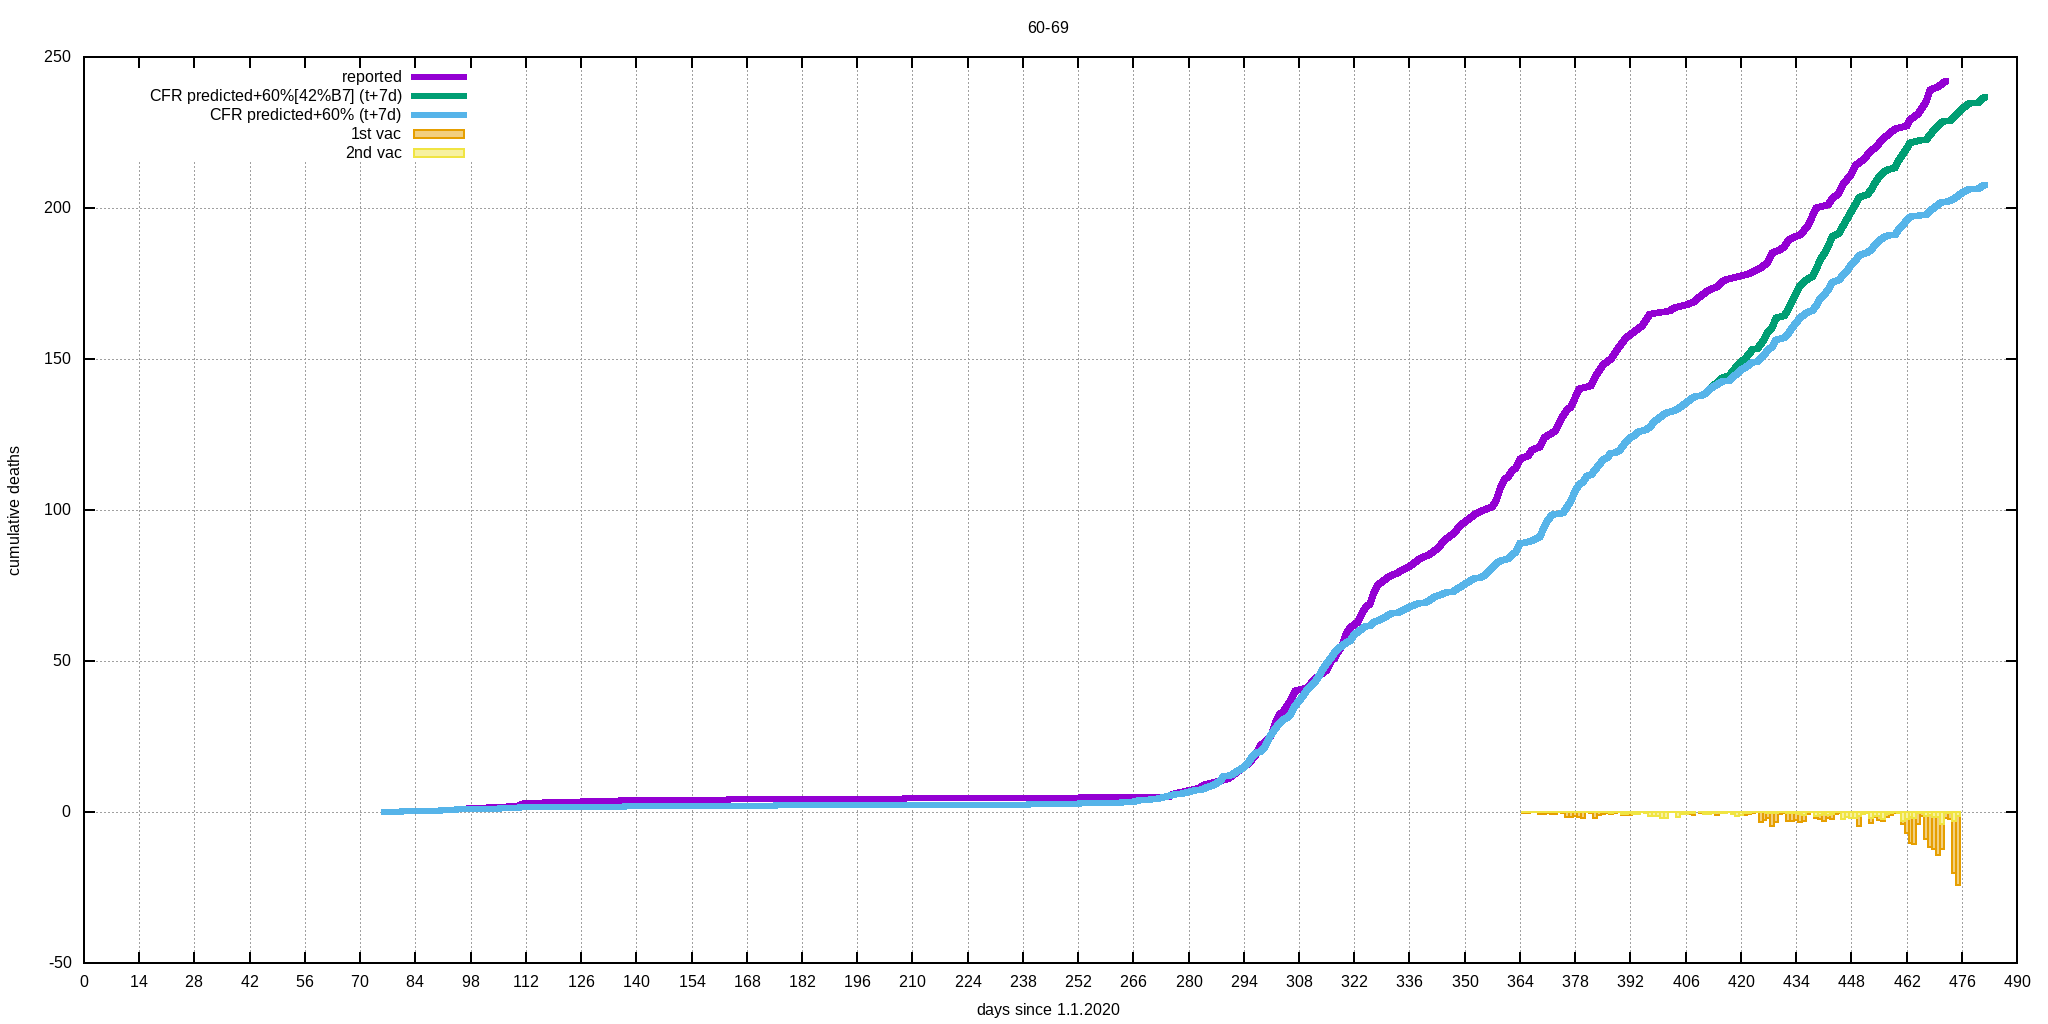 60-69
250
reported
CFR predicted+60%[42%B7] (t+7d)
CFR predicted+60% (t+7d)
1st vac
2nd vac
200
150
100
50
0
-50
cumulative deaths
0 14 28 42 56 70 84 98 112 126 140 154 168 182 196 210 224 238 252 266 280 294 308 322 336 350 364 378 392 406 420 434 448 462 476 490
days since 1.1.2020